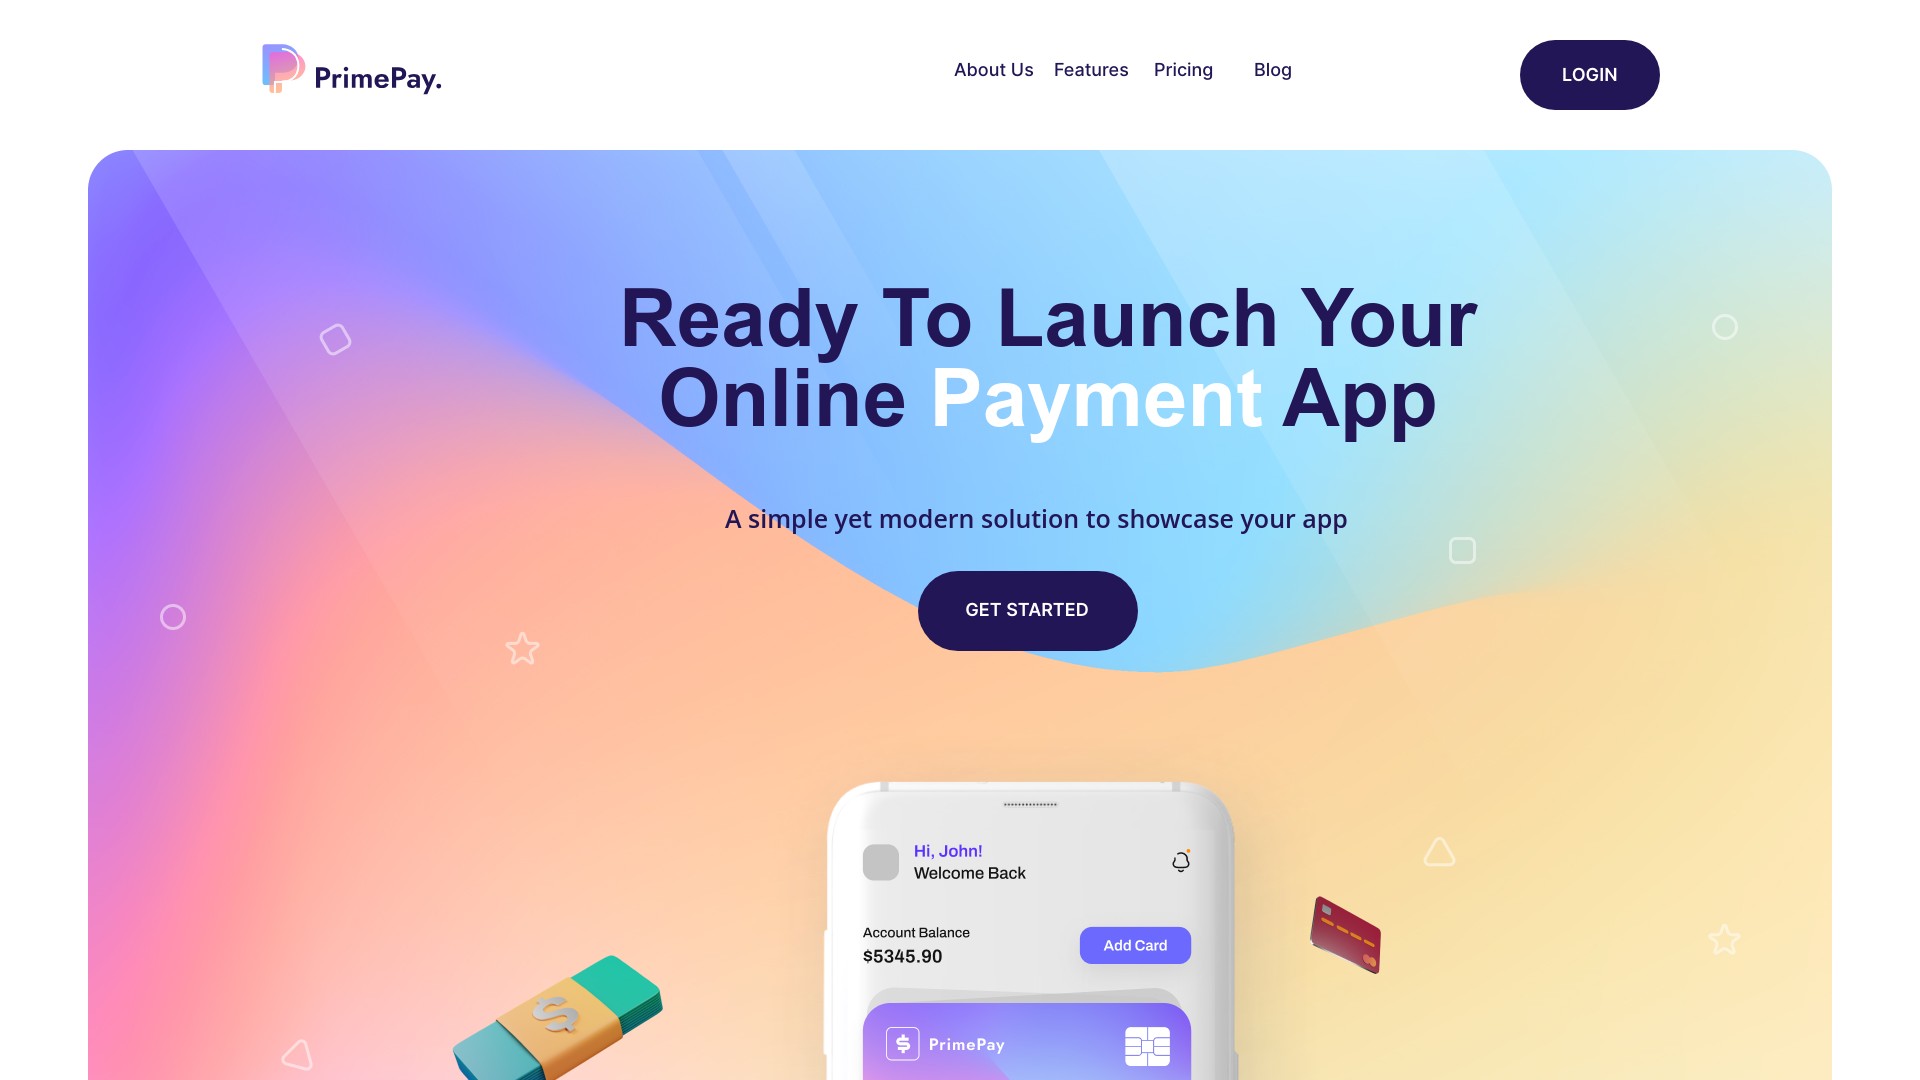 PrimePay.
About Us Features Pricing Blog
LOGIN
Ready To Launch Your
Online Payment App
A simple yet modern solution to showcase your app
GET STARTED
Hi, John!
Welcome Back
Account Balance
$5345.90
Add Card
$
$ PrimePay